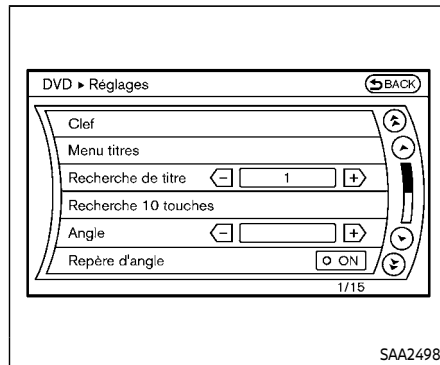 DVD ▸ Réglages BACK
Clef
Menu titres
Recherche de titre - 1 +
Recherche 10 touches
Angle - +
Repère d'angle ON
1/15
SAA2498